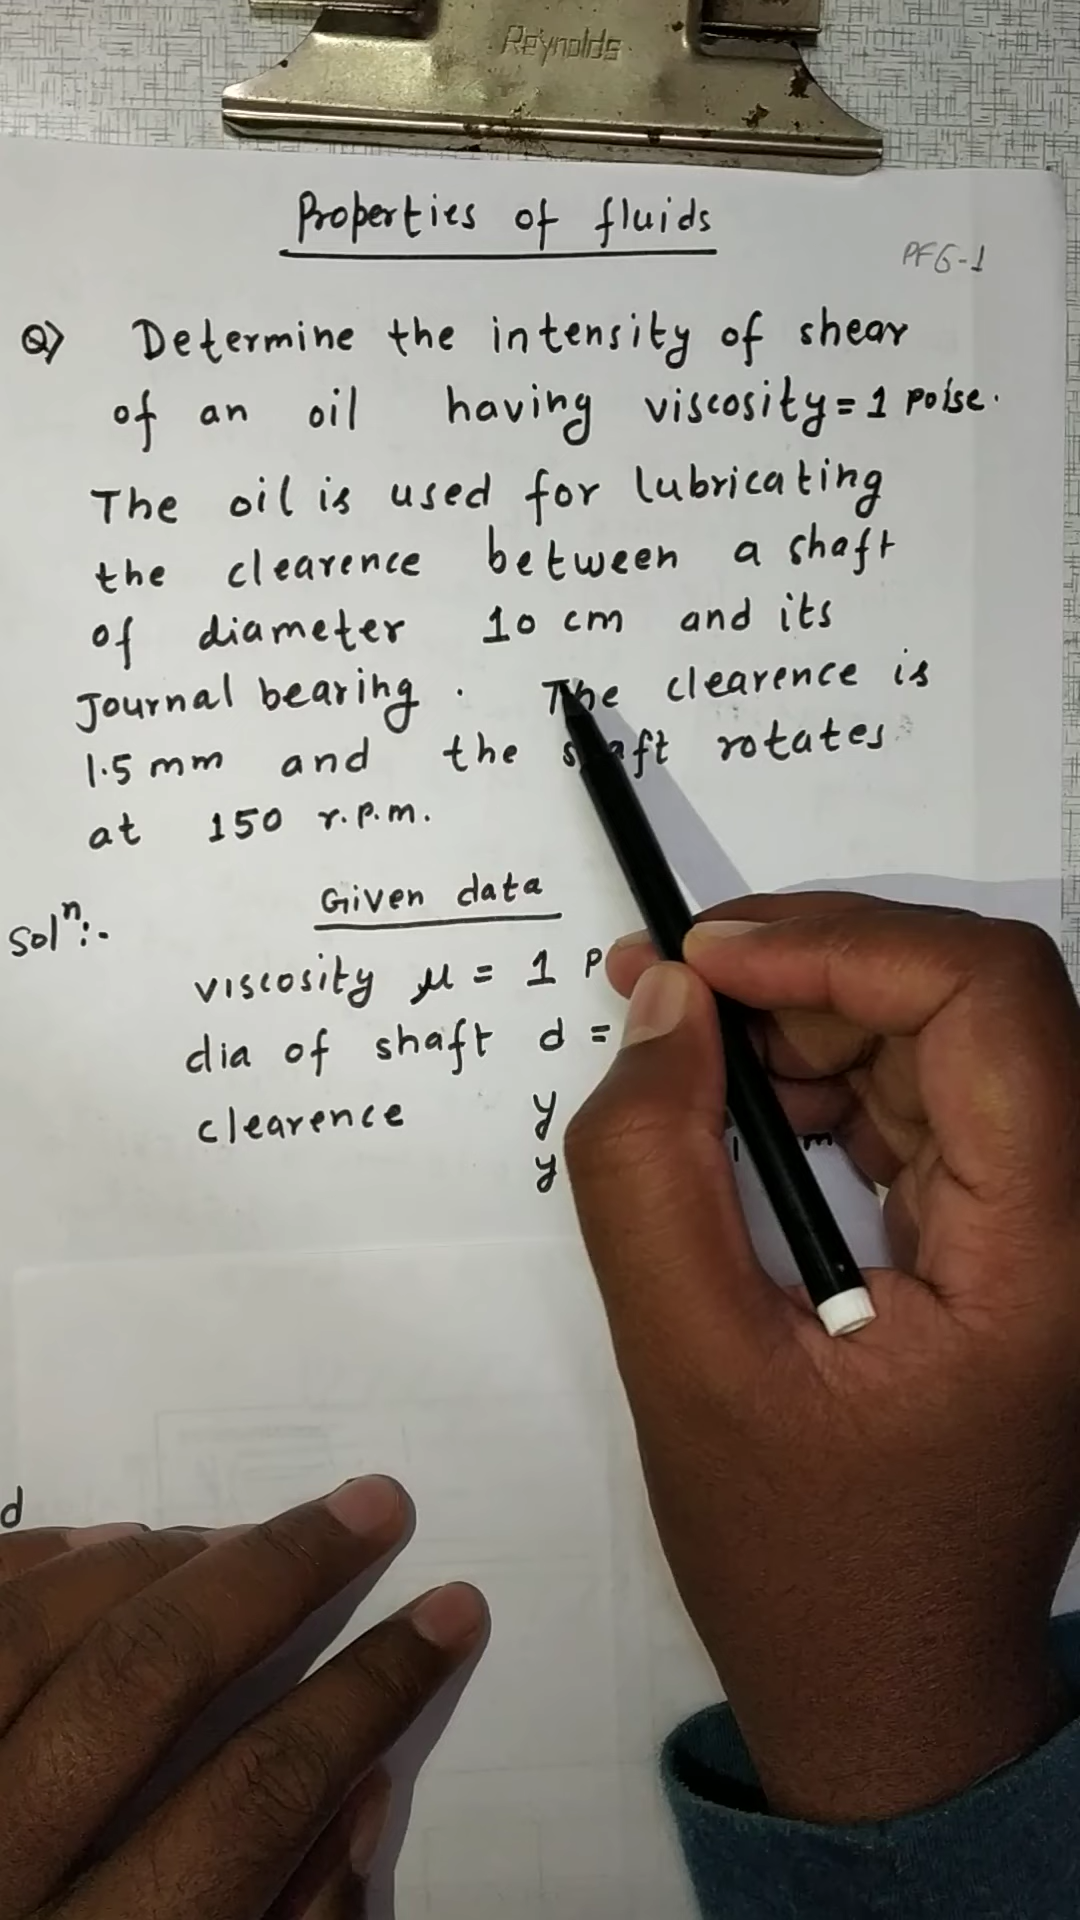 Reynolds
Properties of fluids
PFG-1
Q) Determine the intensity of shear
of an oil having viscosity = 1 poise.
The oil is used for lubricating
the clearence between a shaft
of diameter 10 cm and its
Journal bearing. The clearence is
1.5 mm and the shaft rotates
at 150 r.p.m.
Solⁿ:-
Given data
viscosity μ = 1 P
dia of shaft d =
clearence y
y
m
d